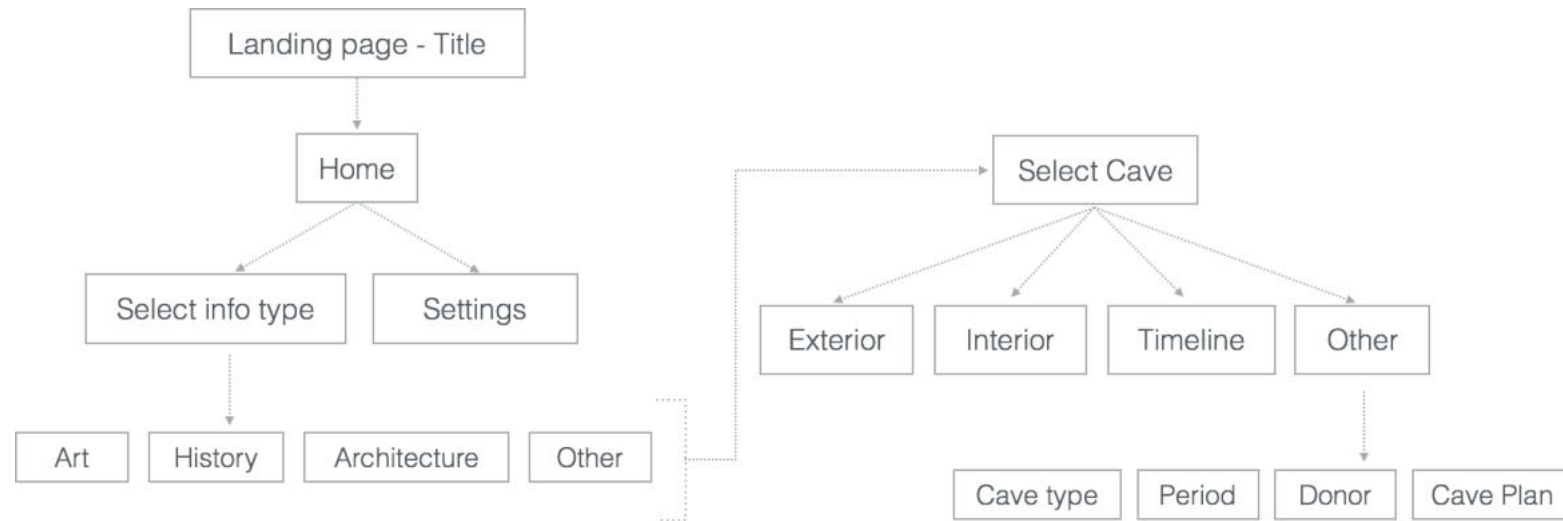 Landing page - Title
Home
Select info type
Settings
Art
History
Architecture
Other
Select Cave
Exterior
Interior
Timeline
Other
Cave type
Period
Donor
Cave Plan